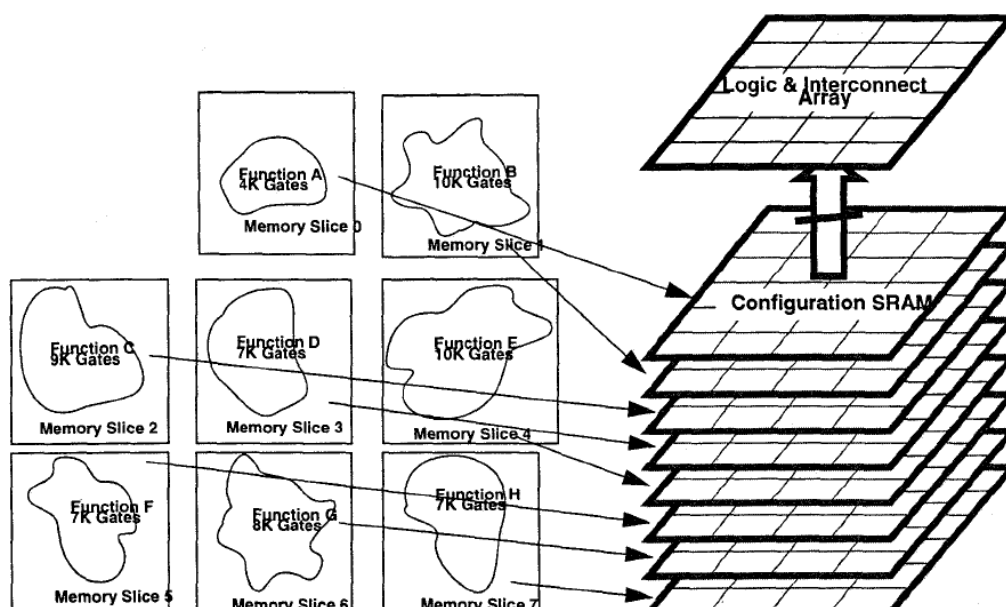 Logic & Interconnect
Array
Function A
4K Gates
Memory Slice 0
Function B
10K Gates
Memory Slice 1
Configuration SRAM
Function C
9K Gates
Memory Slice 2
Function D
7K Gates
Memory Slice 3
Function E
10K Gates
Memory Slice 4
Function F
7K Gates
Memory Slice 5
Function G
8K Gates
Memory Slice 6
Function H
7K Gates
Memory Slice 7